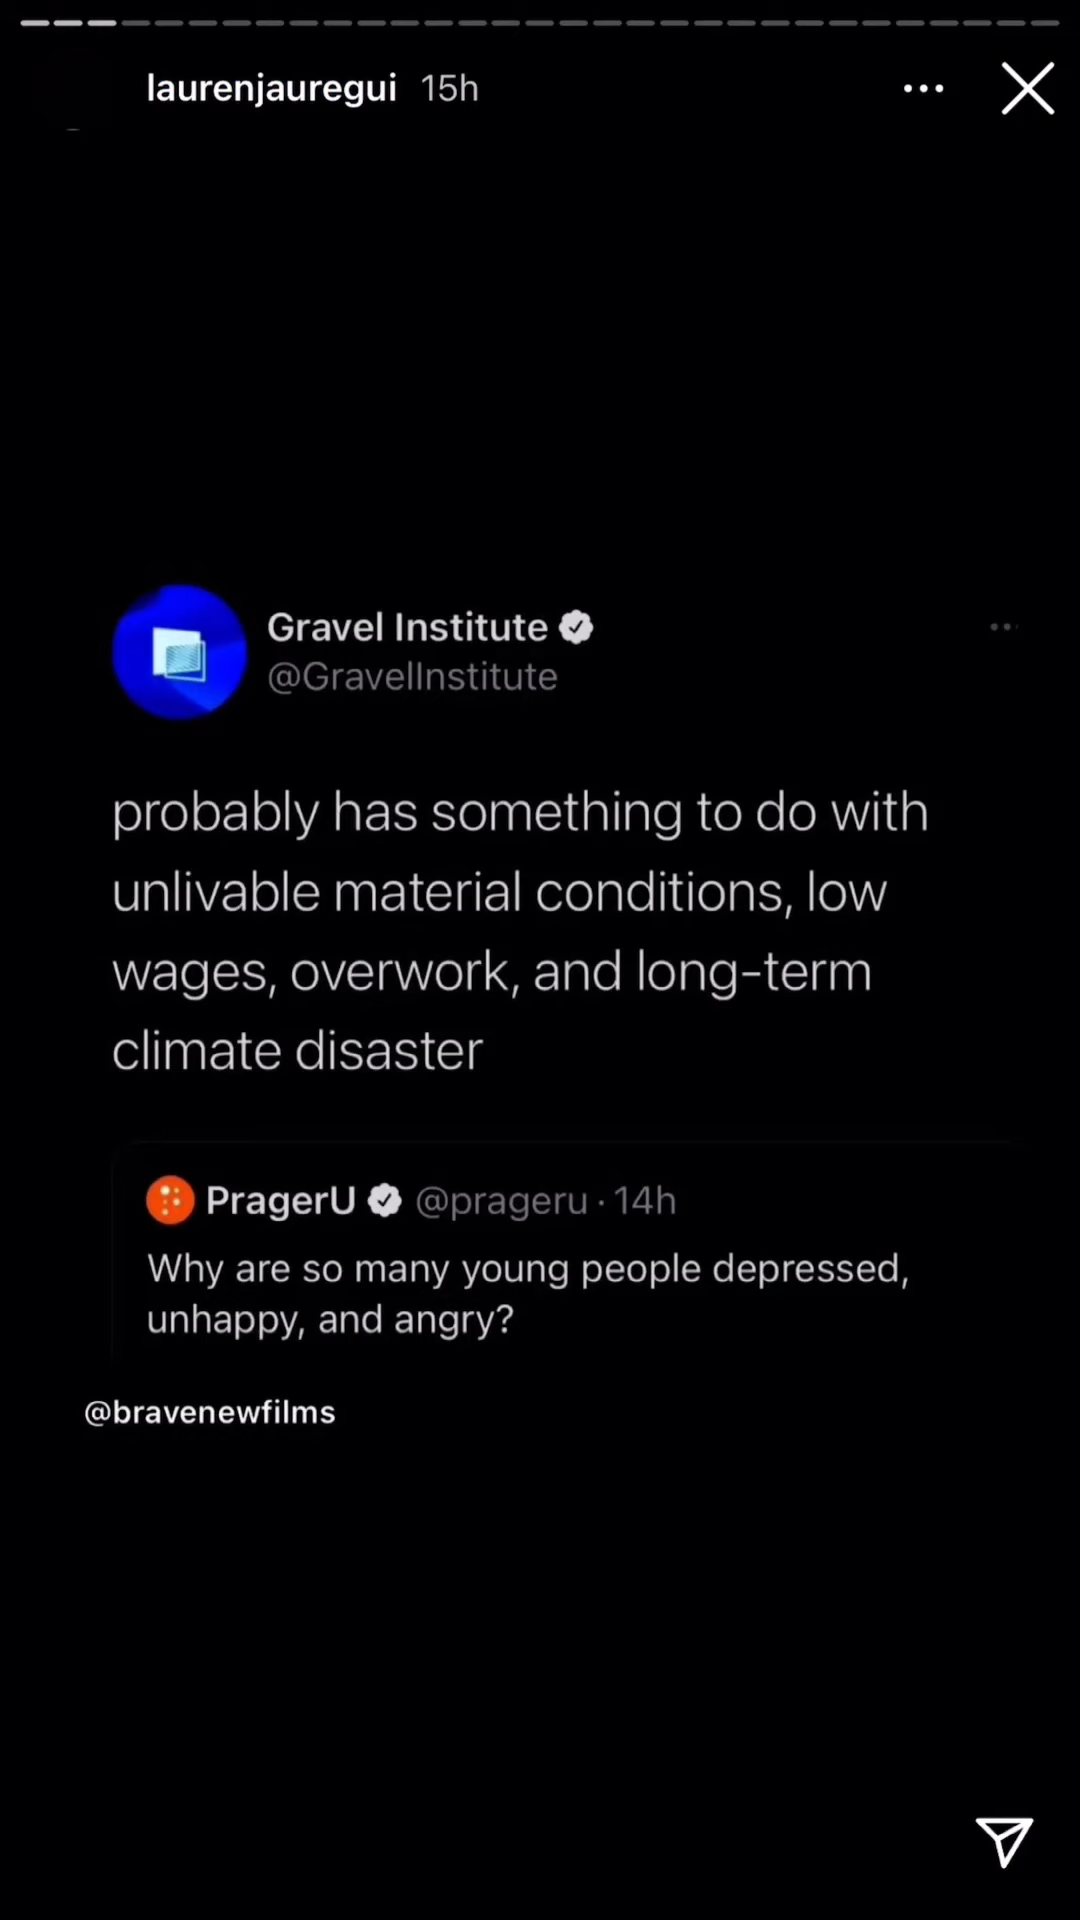 laurenjauregui 15h
Gravel Institute
@GravelInstitute
probably has something to do with
unlivable material conditions, low
wages, overwork, and long-term
climate disaster
PragerU @prageru · 14h
Why are so many young people depressed,
unhappy, and angry?
@bravenewfilms